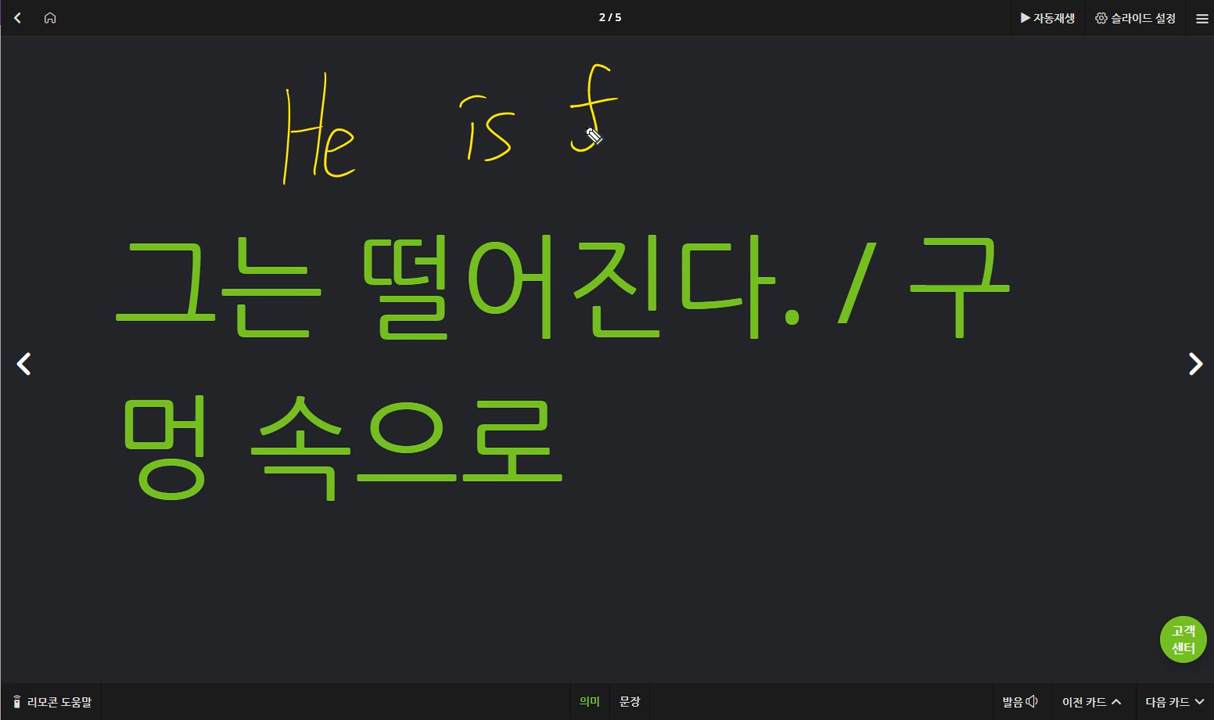 2 / 5
자동재생
슬라이드 설정
He is f
그는 떨어진다. / 구
멍 속으로
고객
센터
리모콘 도움말
의미
문장
발음
이전 카드
다음 카드